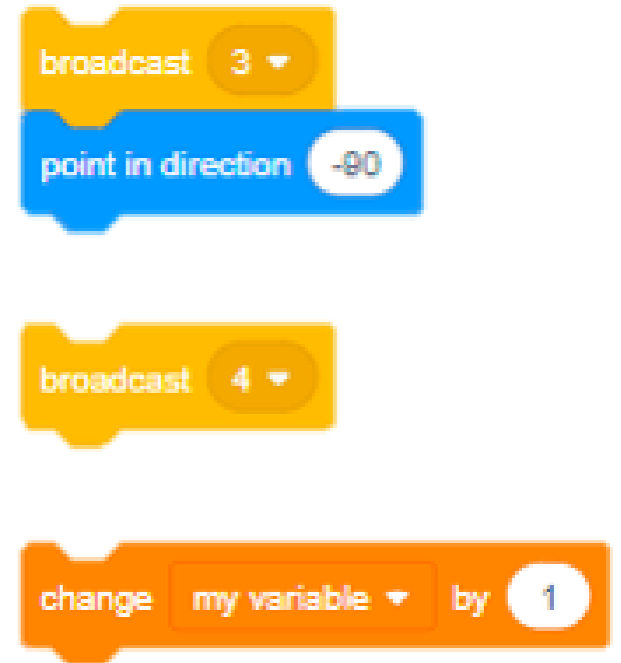 broadcast 3
point in direction -90
broadcast 4
change my variable by 1